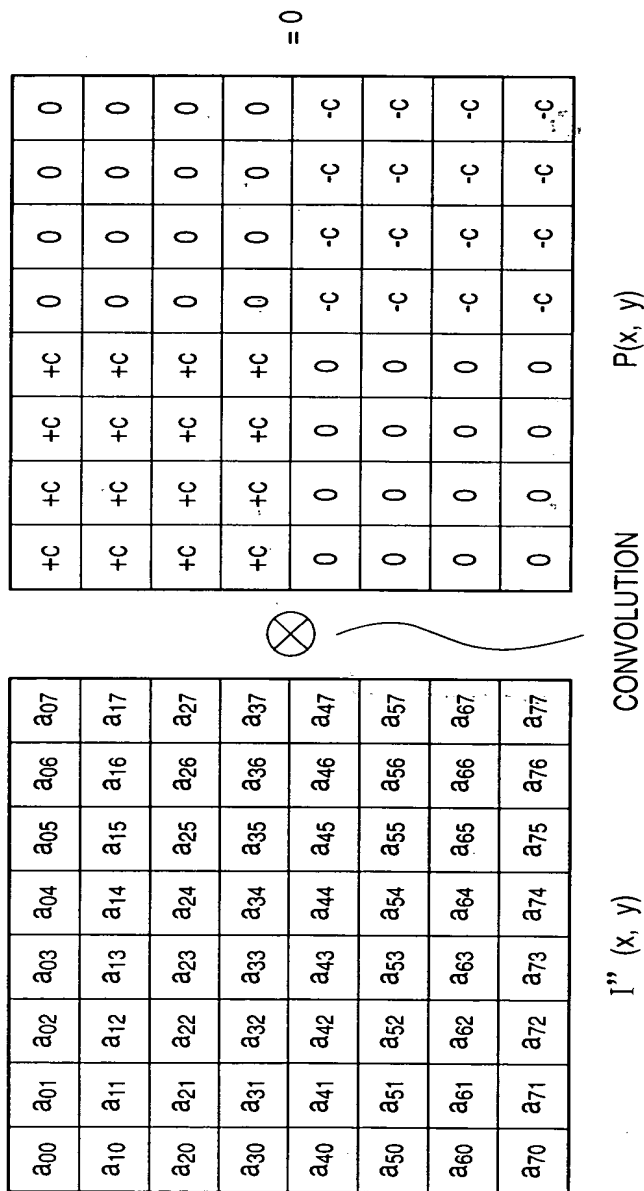 a00 a01 a02 a03 a04 a05 a06 a07
a10 a11 a12 a13 a14 a15 a16 a17
a20 a21 a22 a23 a24 a25 a26 a27
a30 a31 a32 a33 a34 a35 a36 a37
a40 a41 a42 a43 a44 a45 a46 a47
a50 a51 a52 a53 a54 a55 a56 a57
a60 a61 a62 a63 a64 a65 a66 a67
a70 a71 a72 a73 a74 a75 a76 a77
I” (x, y)
⊗
CONVOLUTION
+C +C +C +C 0 0 0 0
+C +C +C +C 0 0 0 0
+C +C +C +C 0 0 0 0
+C +C +C +C 0 0 0 0
0 0 0 0 -C -C -C -C
0 0 0 0 -C -C -C -C
0 0 0 0 -C -C -C -C
0 0 0 0 -C -C -C -C
P(x, y)
= 0